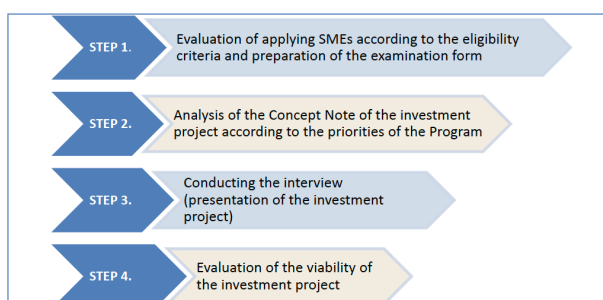 STEP 1.
Evaluation of applying SMEs according to the eligibility
criteria and preparation of the examination form
STEP 2.
Analysis of the Concept Note of the investment
project according to the priorities of the Program
STEP 3.
Conducting the interview
(presentation of the investment
project)
STEP 4.
Evaluation of the viability of
the investment project